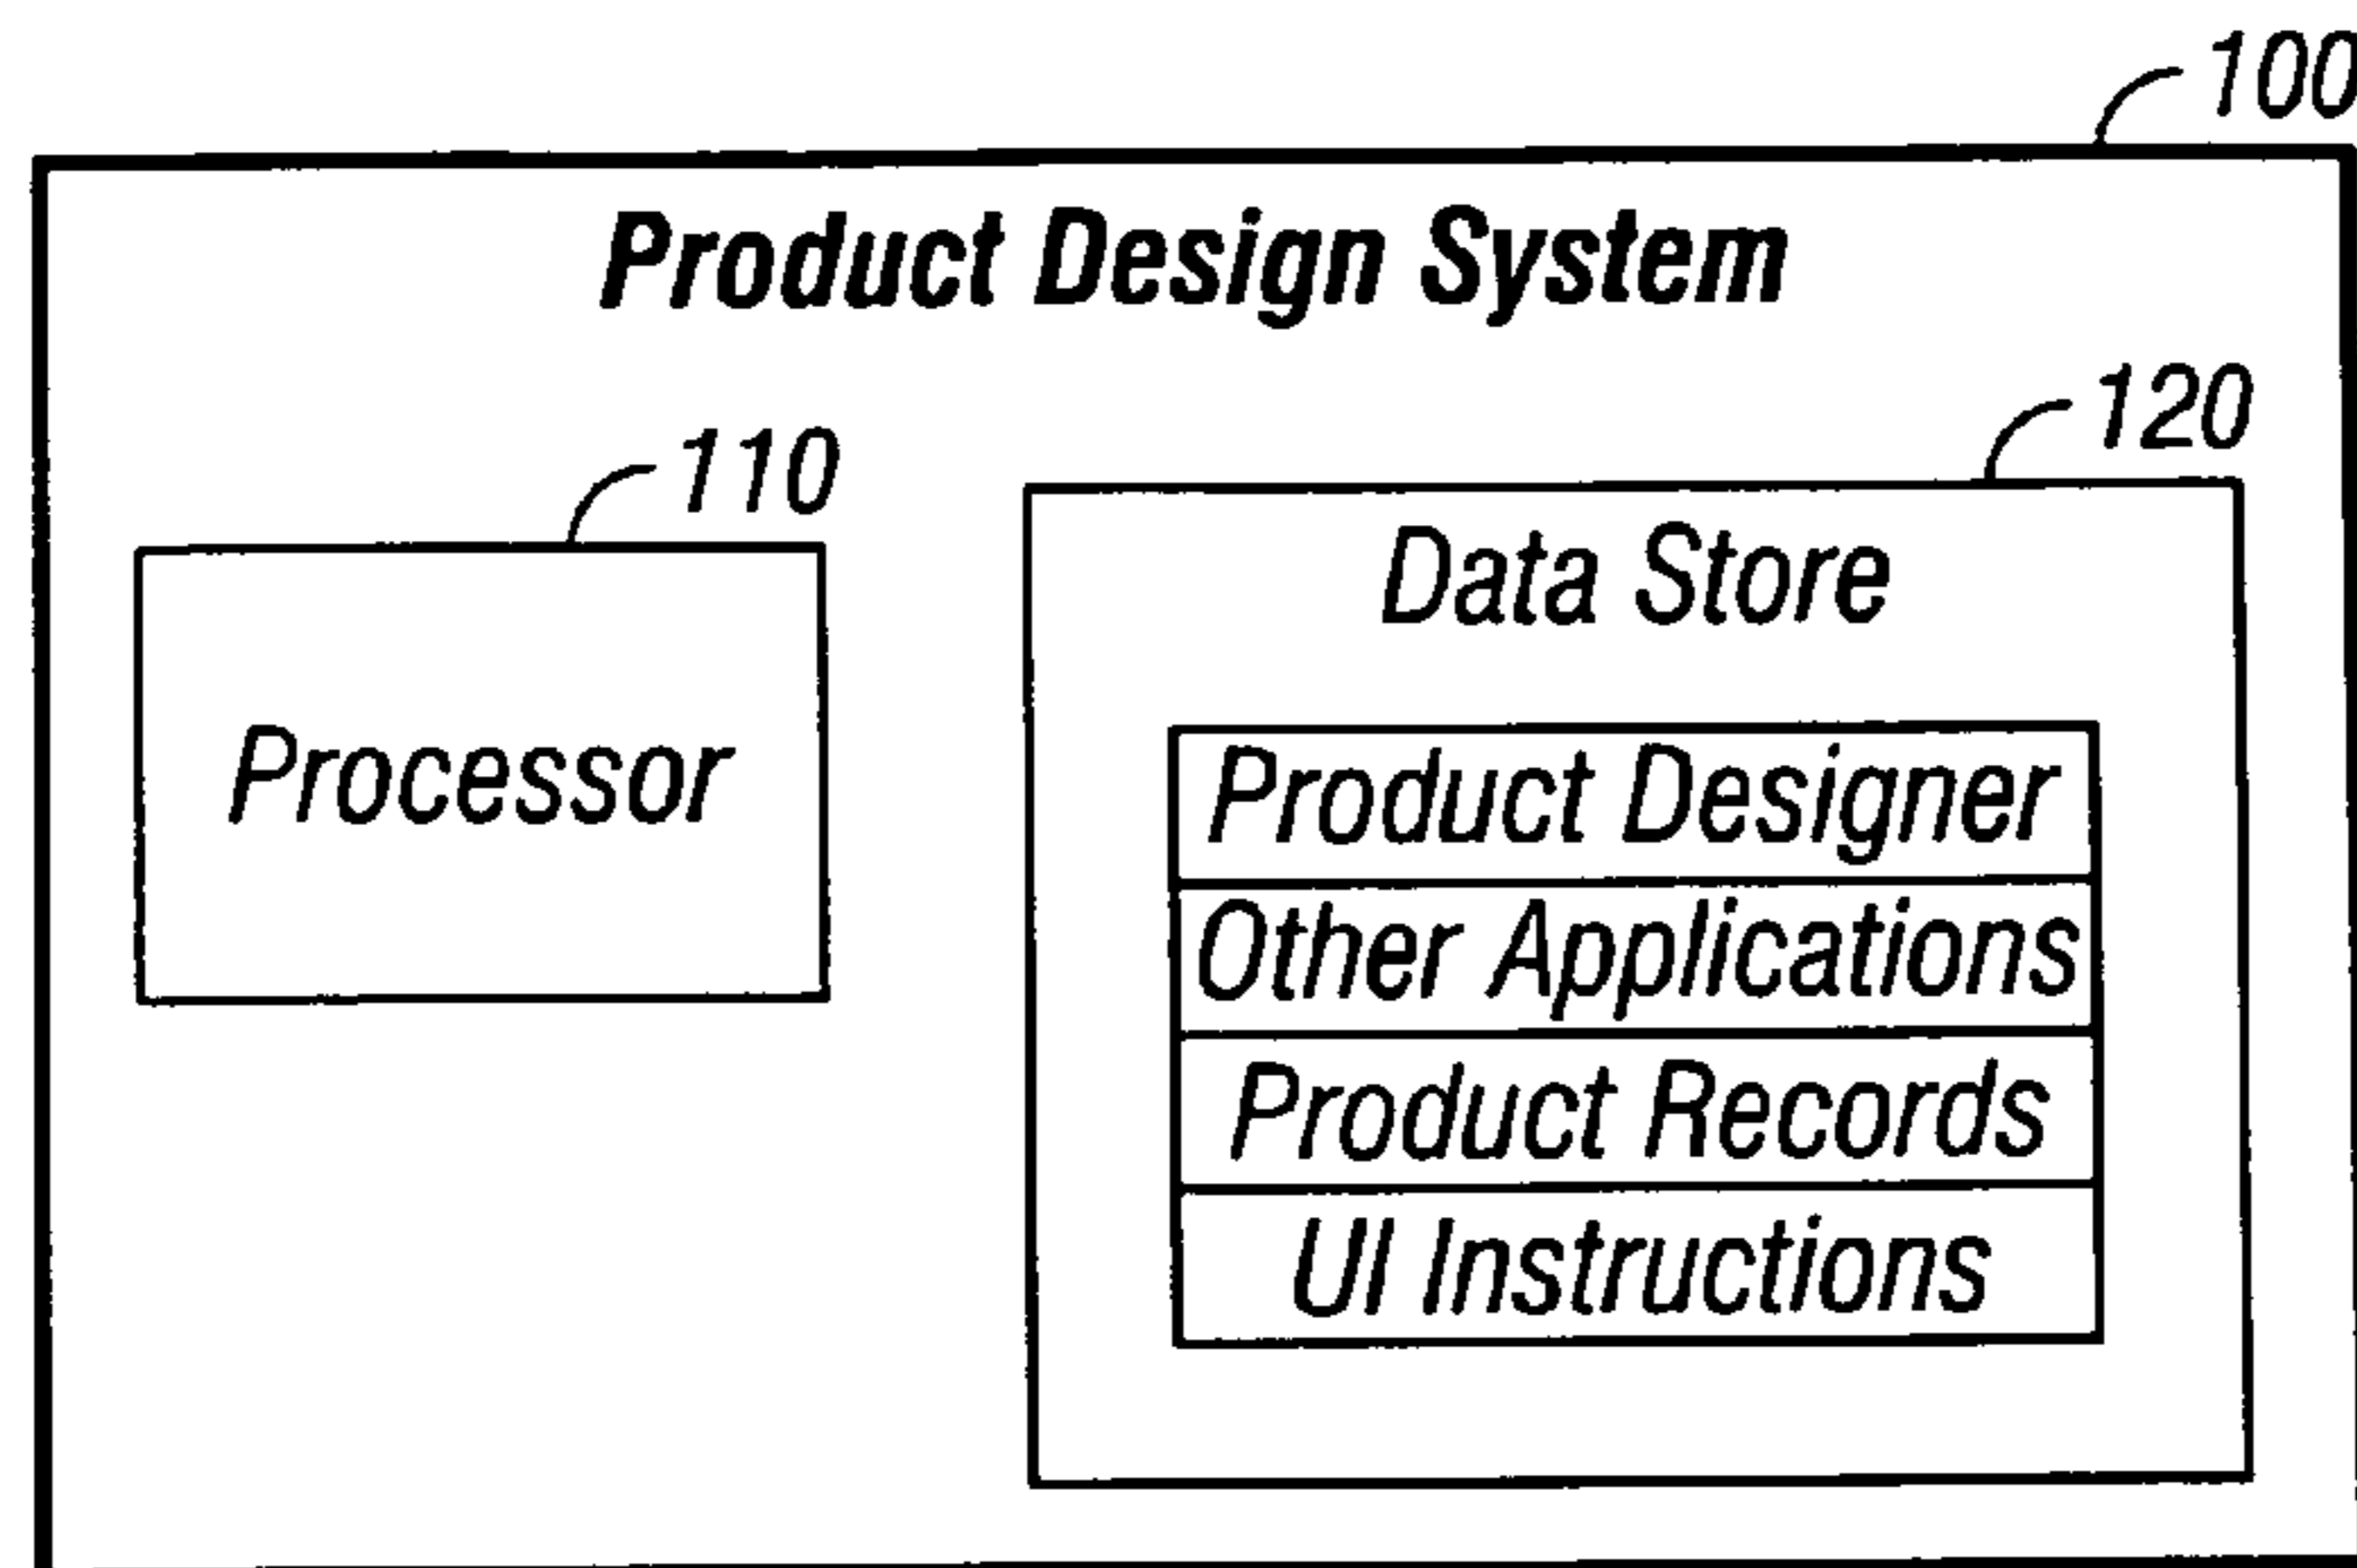 100
Product Design System
110
120
Processor
Data Store
Product Designer
Other Applications
Product Records
UI Instructions